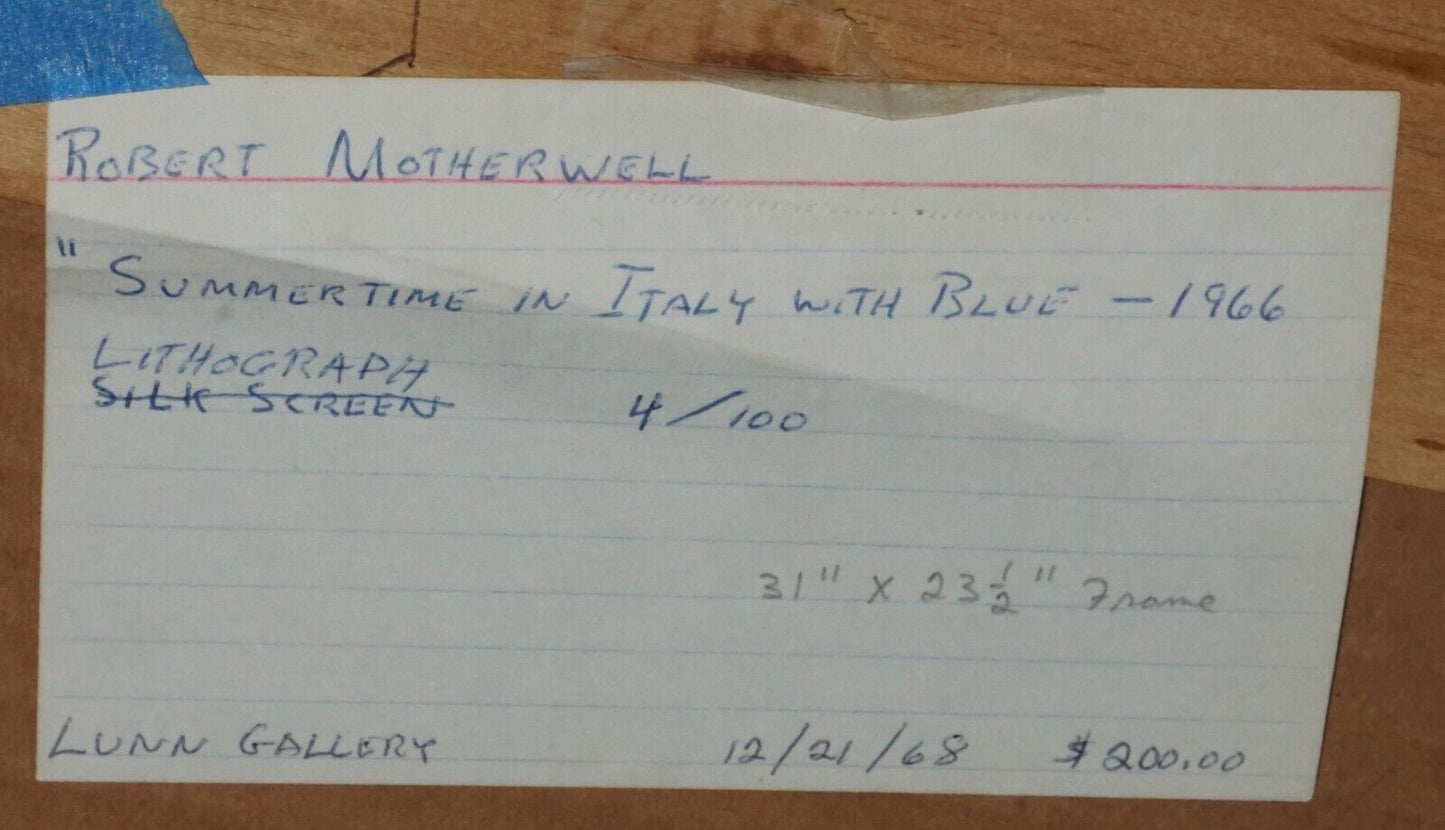 ROBERT MOTHERWELL
" SUMMERTIME IN ITALY WITH BLUE – 1966
LITHOGRAPH
SILK SCREEN 4/100
31" X 23 1/2" Frame
LUNN GALLERY 12/21/68 $200.00